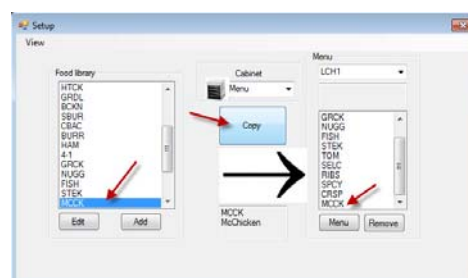 Setup
View
Food library
HTCK
GRDL
BCKN
SBUR
CBAC
BURR
HAM
4-1
GRCK
NUGG
FISH
STEK
MCCK
Edit
Add
Cabinet
Menu
Copy
MCCK
McChicken
Menu
LCH1
GRCK
NUGG
FISH
STEK
TOM
SELC
RIBS
SPCY
CRSP
MCCK
Menu
Remove